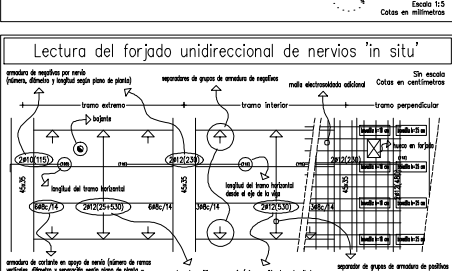 Escala 1:5
Cotas en milímetros
Lectura del forjado unidireccional de nervios 'in situ'
armadura de negativos por nervio
(número, diámetro y longitud según plano de planta)
separadores de grupos de armadura de negativos
malla electrosoldada adicional
Sin escala
Cotas en centímetros
tramo extremo
tramo interior
tramo perpendicular
bajante
hueco en forjado
2ø10(115)
2ø12(230)
2ø12(230)
45x35
45x35
45x35
longitud del tramo horizontal
longitud del tramo horizontal
desde el eje de la viga
6ø8c/14
2ø12(25+530)
6ø8c/14
3ø8c/14
2ø12(530)
3ø8c/14
armadura de cortante en apoyo de nervio (número de ramas
verticales, diámetro y separación según plano de planta
separador de grupos de armadura de positivos